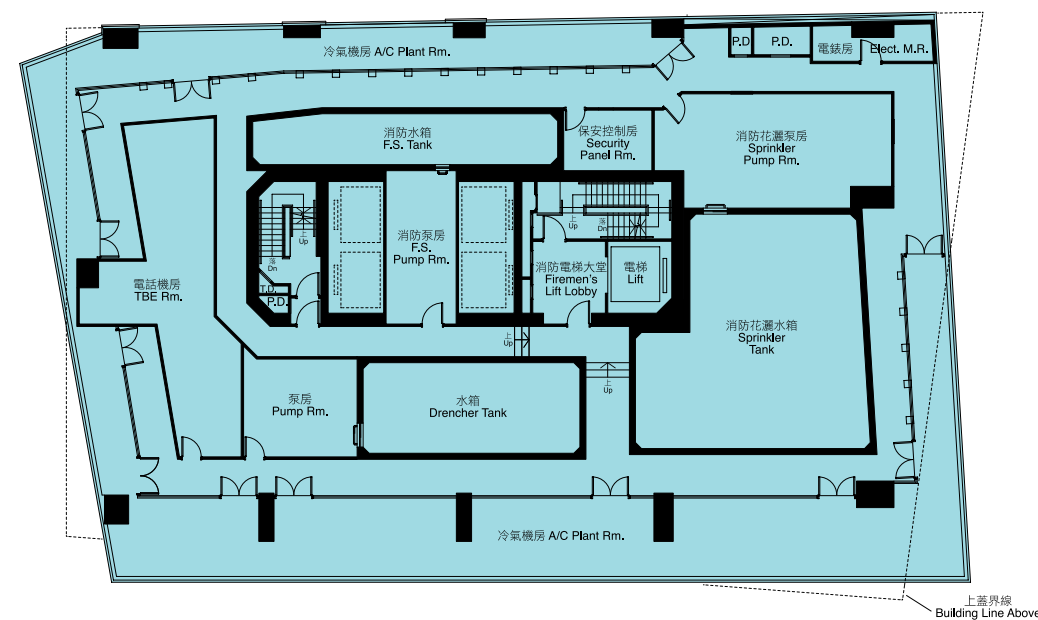 冷氣機房 A/C Plant Rm.
P.D
P.D.
電錶房
Elect. M.R.
消防水箱
F.S. Tank
保安控制房
Security
Panel Rm.
消防花灑泵房
Sprinkler
Pump Rm.
上
Up
落
Dn
T.D.
P.D.
消防泵房
F.S.
Pump Rm.
上
Up
落
Dn
消防電梯大堂
Firemen's
Lift Lobby
電梯
Lift
電話機房
TBE Rm.
消防花灑水箱
Sprinkler
Tank
上
Up
上
Up
泵房
Pump Rm.
水箱
Drencher Tank
冷氣機房 A/C Plant Rm.
上蓋界線
Building Line Above